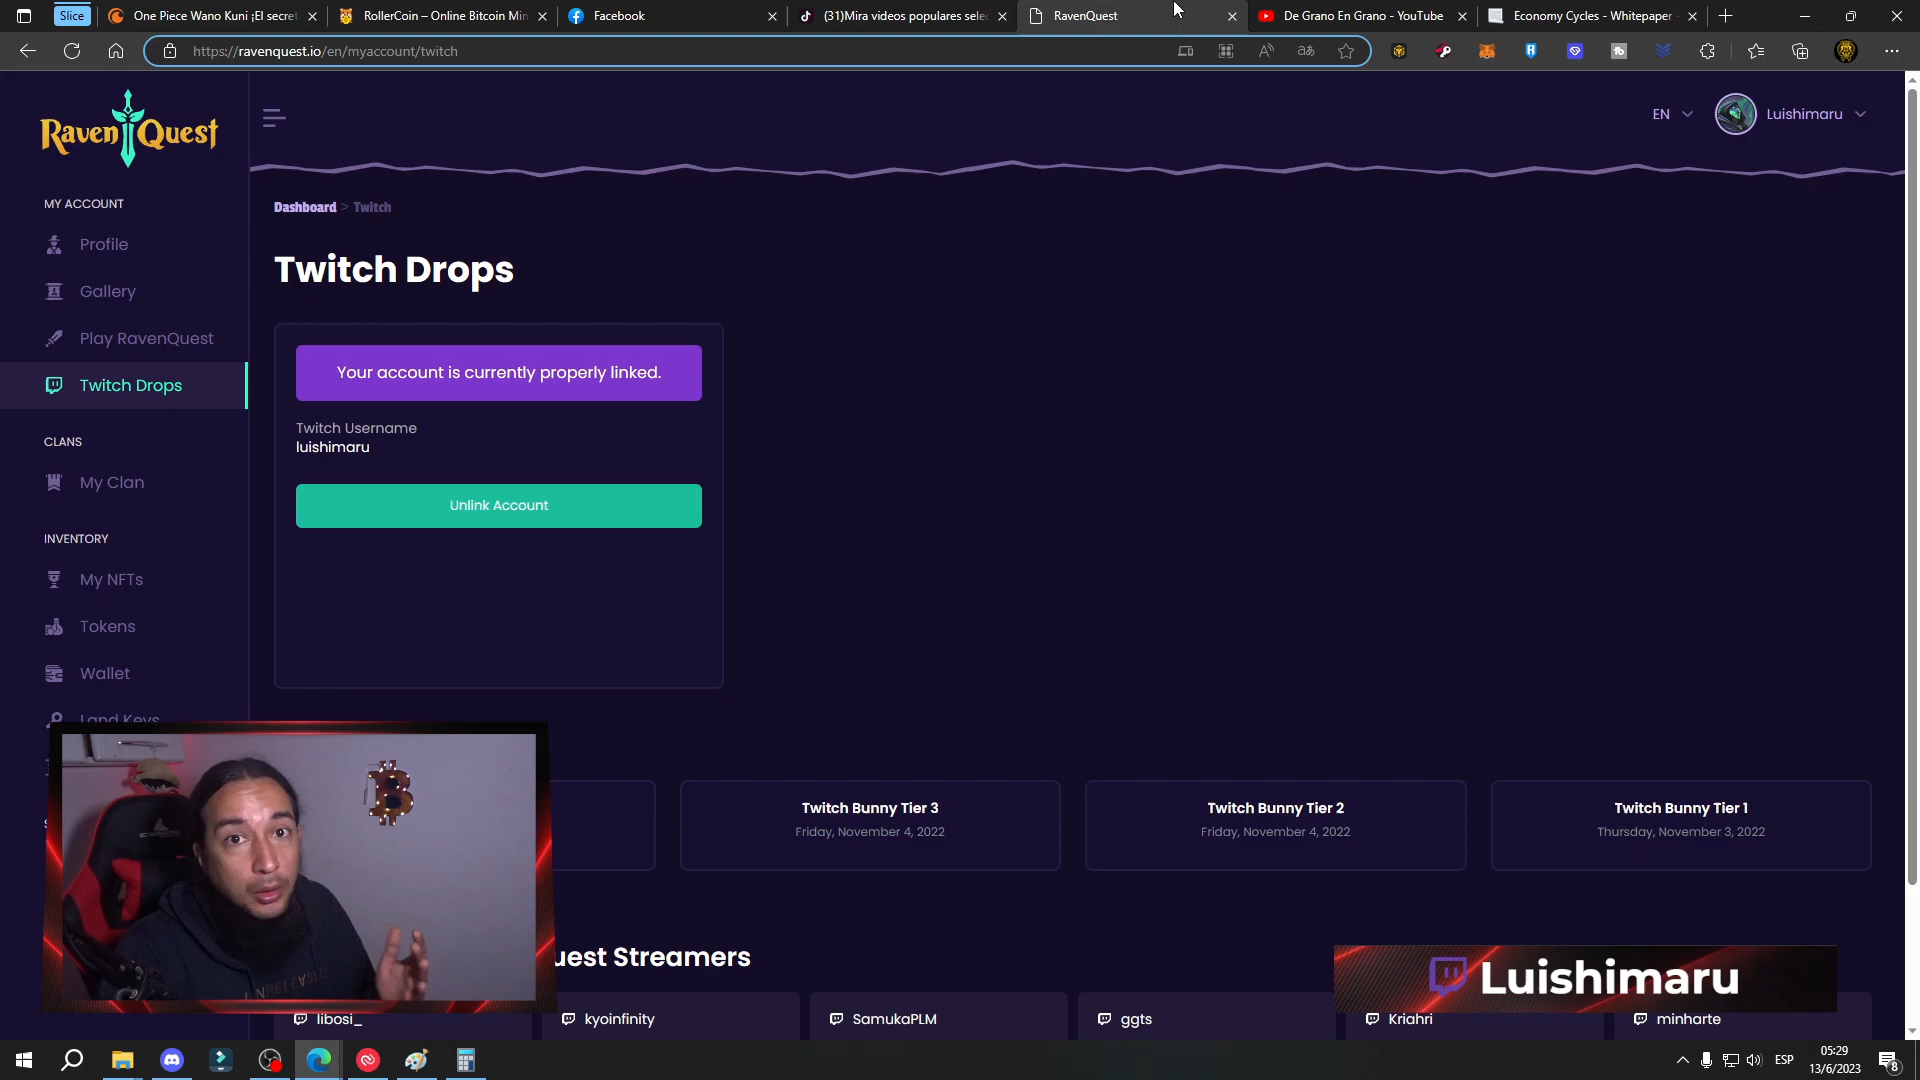 Slice
One Piece Wano Kuni ¡El secret
RollerCoin – Online Bitcoin Min
Facebook
(31)Mira videos populares sele
RavenQuest
De Grano En Grano - YouTube
Economy Cycles - Whitepaper
https://ravenquest.io/en/myaccount/twitch
RavenQuest
EN
Luishimaru
MY ACCOUNT
Profile
Gallery
Play RavenQuest
Twitch Drops
CLANS
My Clan
INVENTORY
My NFTs
Tokens
Wallet
Land Keys
Dashboard > Twitch
Twitch Drops
Your account is currently properly linked.
Twitch Username
luishimaru
Unlink Account
Twitch Bunny Tier 3
Friday, November 4, 2022
Twitch Bunny Tier 2
Friday, November 4, 2022
Twitch Bunny Tier 1
Thursday, November 3, 2022
uest Streamers
Luishimaru
libosi_
kyoinfinity
SamukaPLM
ggts
Kriahri
minharte
ESP
05:29
13/6/2023
8